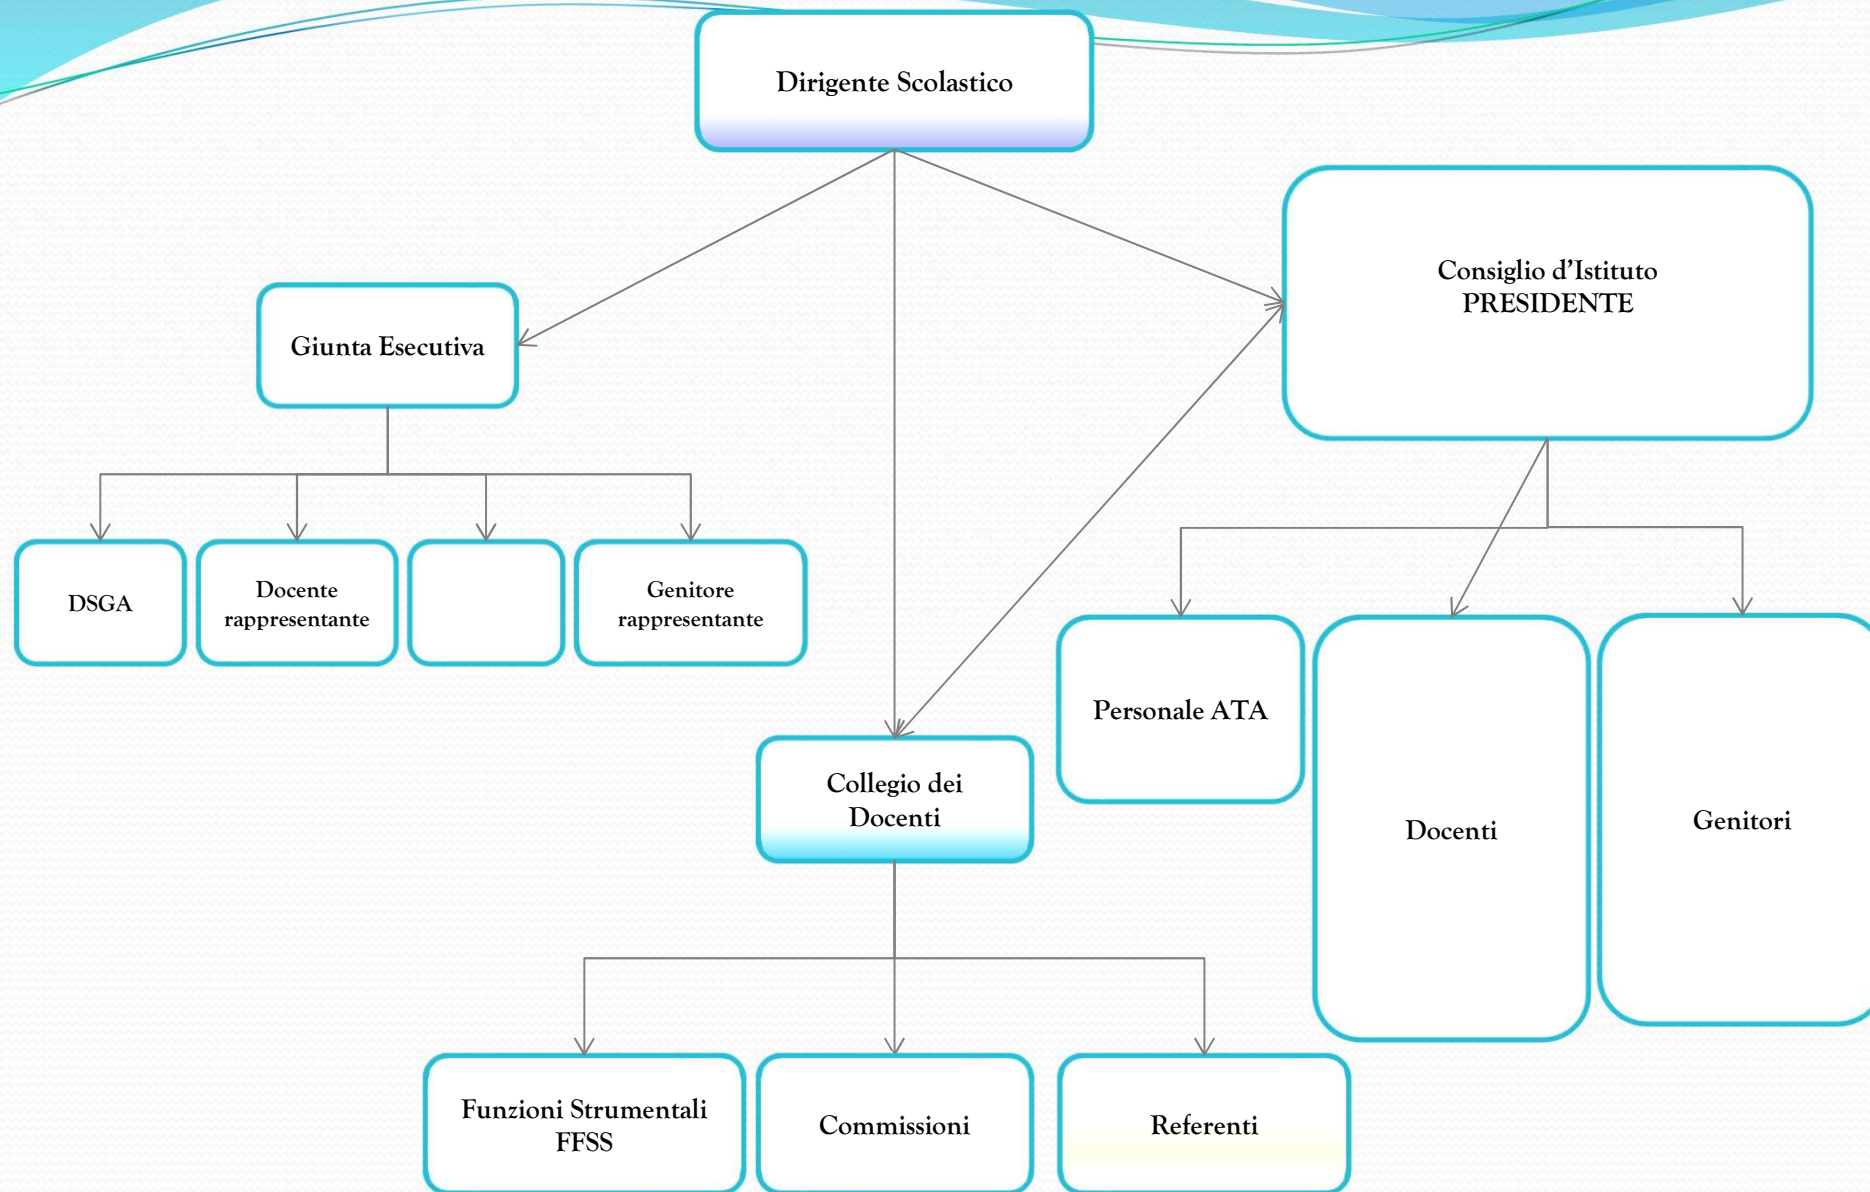 Dirigente Scolastico
Consiglio d’Istituto
PRESIDENTE
Giunta Esecutiva
DSGA
Docente
rappresentante
Genitore
rappresentante
Personale ATA
Docenti
Genitori
Collegio dei
Docenti
Funzioni Strumentali
FFSS
Commissioni
Referenti